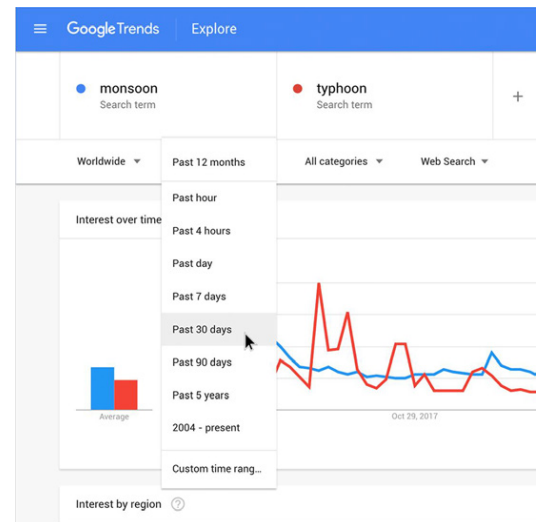 Google Trends Explore
monsoon
Search term
typhoon
Search term
+
Worldwide
Past 12 months
All categories
Web Search
Past hour
Past 4 hours
Past day
Past 7 days
Past 30 days
Past 90 days
Past 5 years
2004 - present
Custom time rang...
Interest over time
Average
Oct 29, 2017
Interest by region ?